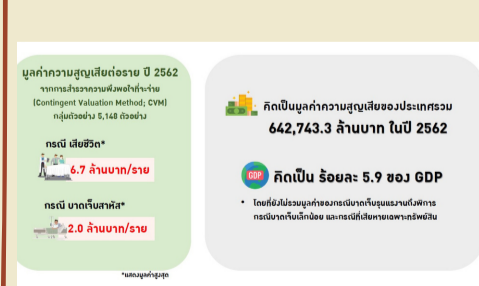 มูลค่าความสูญเสียต่อราย ปี 2562
จากการสำรวจความพึงพอใจที่จะจ่าย
(Contingent Valuation Method; CVM)
กลุ่มตัวอย่าง 5,148 ตัวอย่าง
กรณี เสียชีวิต*
6.7 ล้านบาท/ราย
กรณี บาดเจ็บสาหัส*
2.0 ล้านบาท/ราย
*แสดงมูลค่าสูงสุด
คิดเป็นมูลค่าความสูญเสียของประเทศรวม
642,743.3 ล้านบาท ในปี 2562
GDP
คิดเป็น ร้อยละ 5.9 ของ GDP
• โดยที่ยังไม่รวมมูลค่าของกรณีบาดเจ็บรุนแรงถึงพิการ
กรณีบาดเจ็บเล็กน้อย และกรณีที่เสียหายเฉพาะทรัพย์สิน